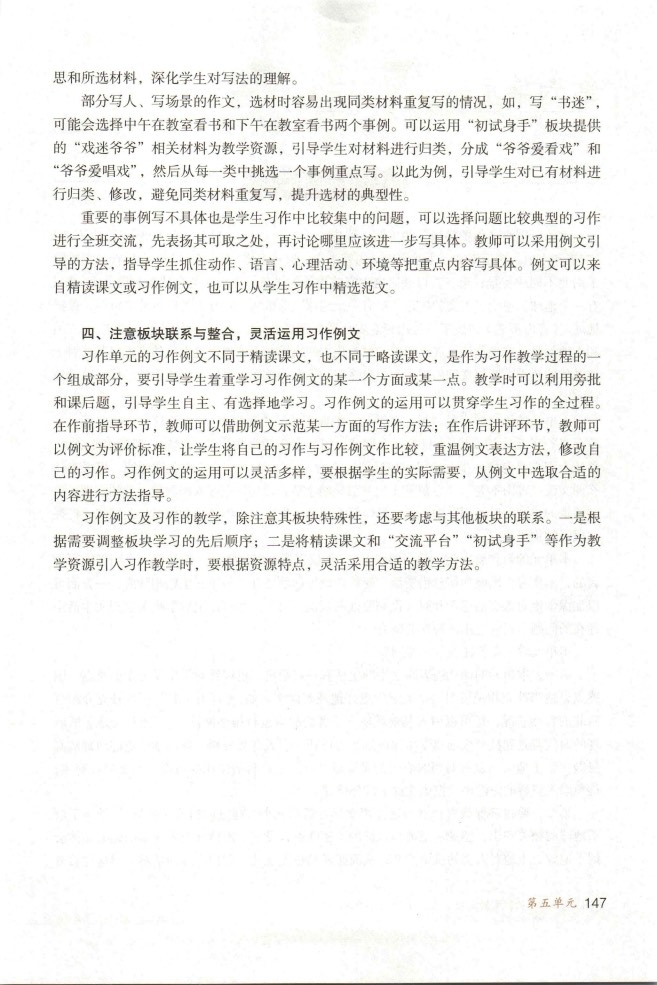 思和所选材料，深化学生对写法的理解。
部分写人、写场景的作文，选材时容易出现同类材料重复写的情况，如，写“书迷”，
可能会选择中午在教室看书和下午在教室看书两个事例。可以运用“初试身手”板块提供
的“戏迷爷爷”相关材料为教学资源，引导学生对材料进行归类，分成“爷爷爱看戏”和
“爷爷爱唱戏”，然后从每一类中挑选一个事例重点写。以此为例，引导学生对已有材料进
行归类、修改，避免同类材料重复写，提升选材的典型性。
重要的事例写不具体也是学生习作中比较集中的问题，可以选择问题比较典型的习作
进行全班交流，先表扬其可取之处，再讨论哪里应该进一步写具体。教师可以采用例文引
导的方法，指导学生抓住动作、语言、心理活动、环境等把重点内容写具体。例文可以来
自精读课文或习作例文，也可以从学生习作中精选范文。
四、注意板块联系与整合，灵活运用习作例文
习作单元的习作例文不同于精读课文，也不同于略读课文，是作为习作教学过程的一
个组成部分，要引导学生着重学习习作例文的某一个方面或某一点。教学时可以利用旁批
和课后题，引导学生自主、有选择地学习。习作例文的运用可以贯穿学生习作的全过程。
在作前指导环节，教师可以借助例文示范某一方面的写作方法；在作后讲评环节，教师可
以例文为评价标准，让学生将自己的习作与习作例文作比较，重温例文表达方法，修改自
己的习作。习作例文的运用可以灵活多样，要根据学生的实际需要，从例文中选取合适的
内容进行方法指导。
习作例文及习作的教学，除注意其板块特殊性，还要考虑与其他板块的联系。一是根
据需要调整板块学习的先后顺序；二是将精读课文和“交流平台”“初试身手”等作为教
学资源引入习作教学时，要根据资源特点，灵活采用合适的教学方法。
第五单元 147